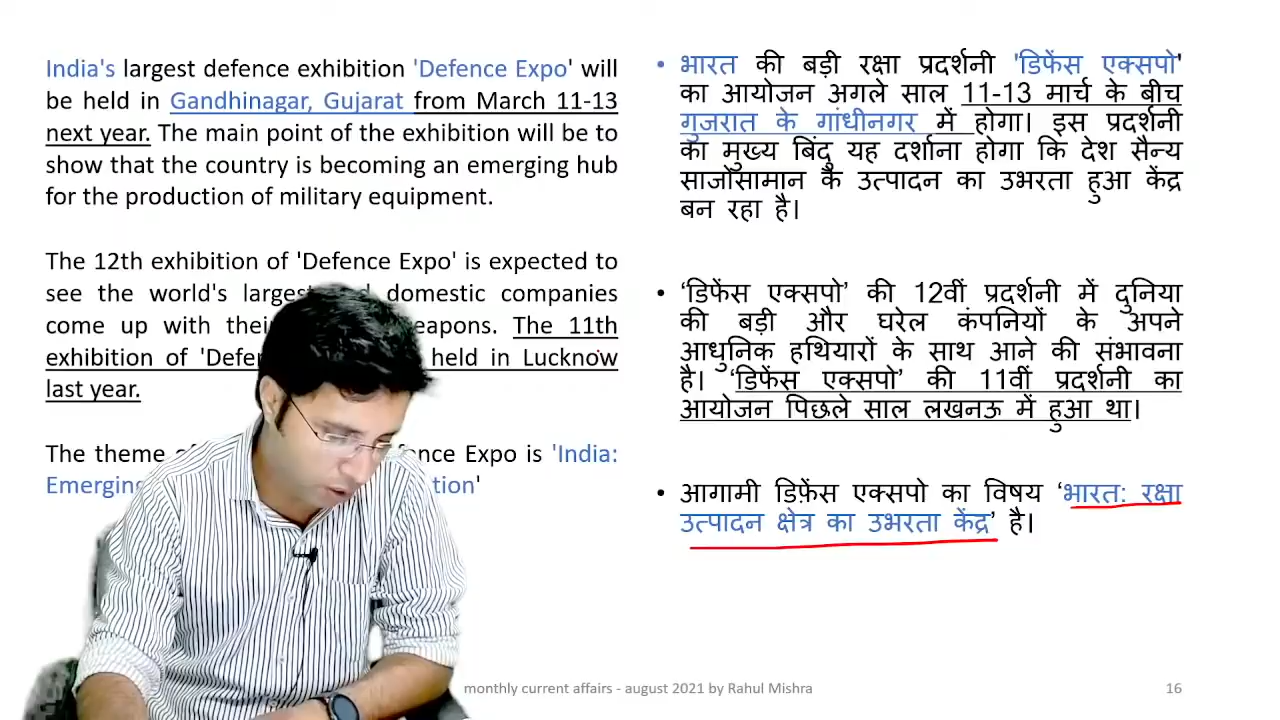 India's largest defence exhibition 'Defence Expo' will
be held in Gandhinagar, Gujarat from March 11-13
next year. The main point of the exhibition will be to
show that the country is becoming an emerging hub
for the production of military equipment.
The 12th exhibition of 'Defence Expo' is expected to
see the world's largest domestic companies
come up with their weapons. The 11th
exhibition of held in Lucknow
last year.
The theme Expo is 'India:
Emerging
भारत की बड़ी रक्षा प्रदर्शनी 'डिफेंस एक्सपो'
का आयोजन अगले साल 11-13 मार्च के बीच
गुजरात के गांधीनगर में होगा। इस प्रदर्शनी
का मुख्य बिंदु यह दर्शाना होगा कि देश सैन्य
साजोसामान के उत्पादन का उभरता हुआ केंद्र
बन रहा है।
‘डिफेंस एक्सपो’ की 12वीं प्रदर्शनी में दुनिया
की बड़ी और घरेल कंपनियों के अपने
आधुनिक हथियारों के साथ आने की संभावना
है। ‘डिफेंस एक्सपो’ की 11वीं प्रदर्शनी का
आयोजन पिछले साल लखनऊ में हुआ था।
आगामी डिफ़ेंस एक्सपो का विषय ‘भारत: रक्षा
उत्पादन क्षेत्र का उभरता केंद्र’ है।
monthly current affairs - august 2021 by Rahul Mishra
16